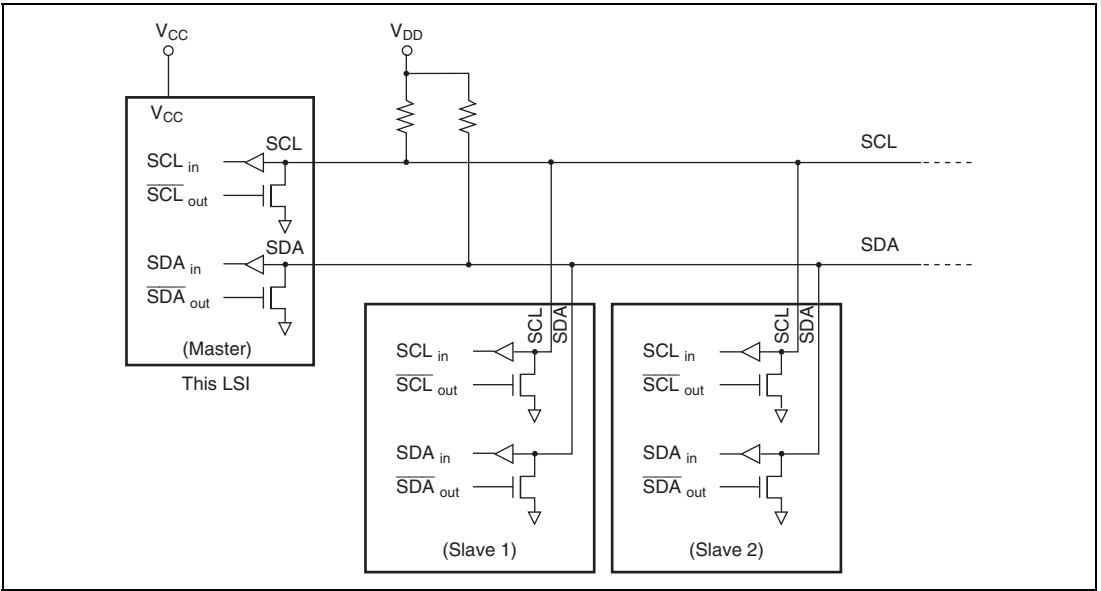 VCC
VDD
VCC
SCL
SCL in
SCL out
SDA
SDA in
SDA out
(Master)
This LSI
SCL
SDA
SCL
SDA
SCL in
SCL out
SDA in
SDA out
(Slave 1)
SCL
SDA
SCL in
SCL out
SDA in
SDA out
(Slave 2)